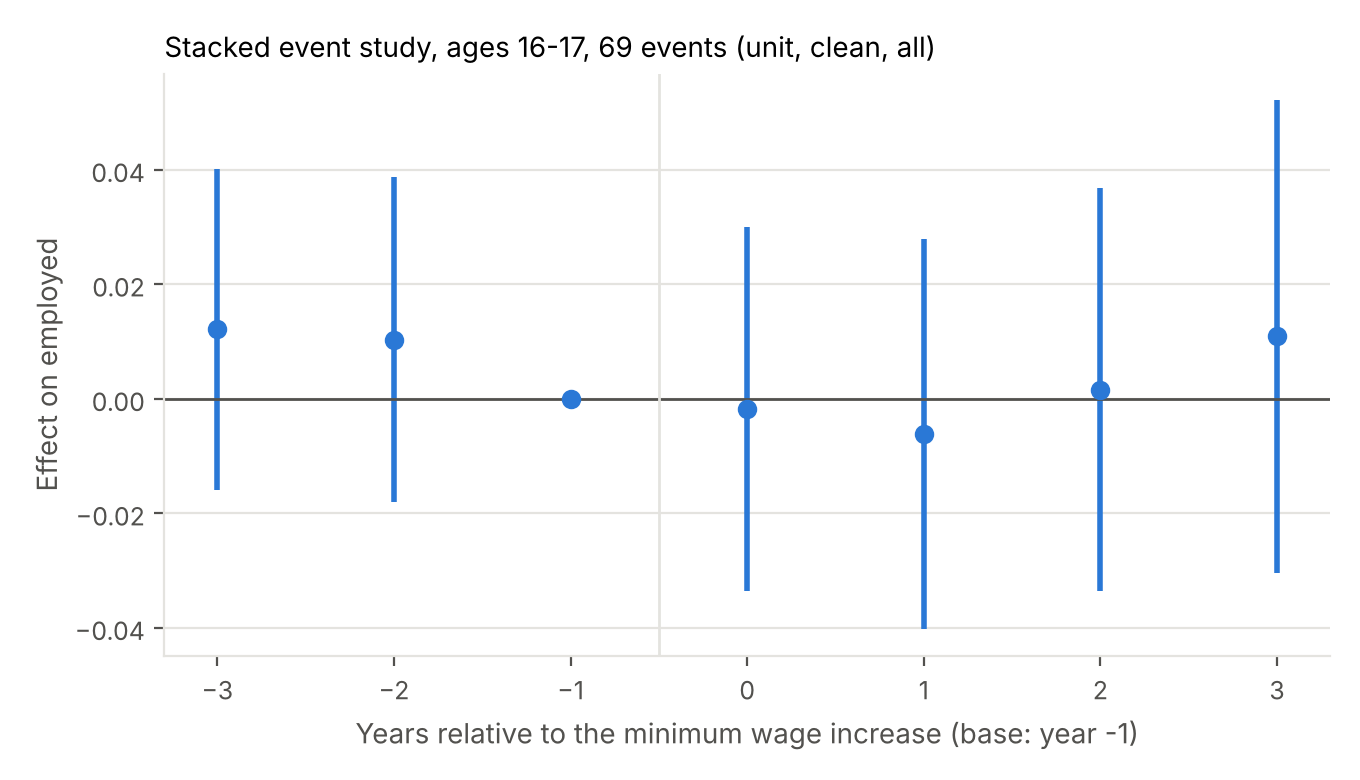 Stacked event study, ages 16-17, 69 events (unit, clean, all)
Effect on employed
0.04
0.02
0.00
−0.02
−0.04
−3 −2 −1 0 1 2 3
Years relative to the minimum wage increase (base: year -1)